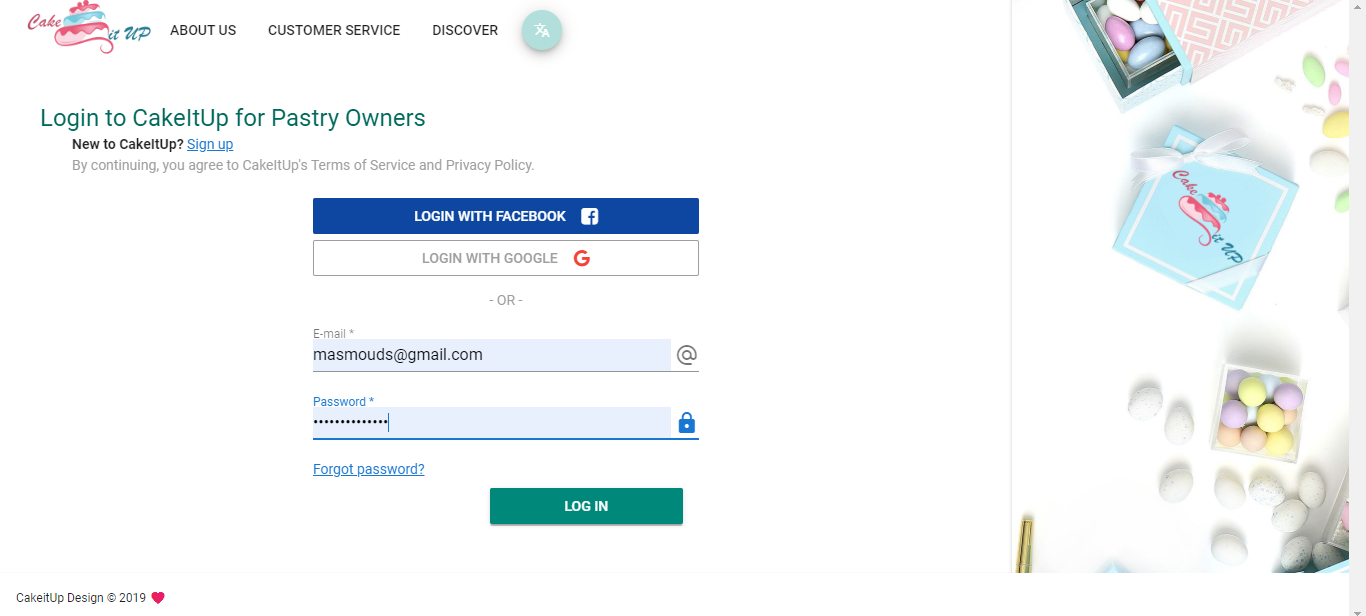 Cake it UP
ABOUT US
CUSTOMER SERVICE
DISCOVER
Login to CakeItUp for Pastry Owners
New to CakeItUp? Sign up
By continuing, you agree to CakeItUp's Terms of Service and Privacy Policy.
LOGIN WITH FACEBOOK
LOGIN WITH GOOGLE
- OR -
E-mail *
masmouds@gmail.com
Password *
••••••••••••••
Forgot password?
LOG IN
Cake it UP
CakeitUp Design © 2019